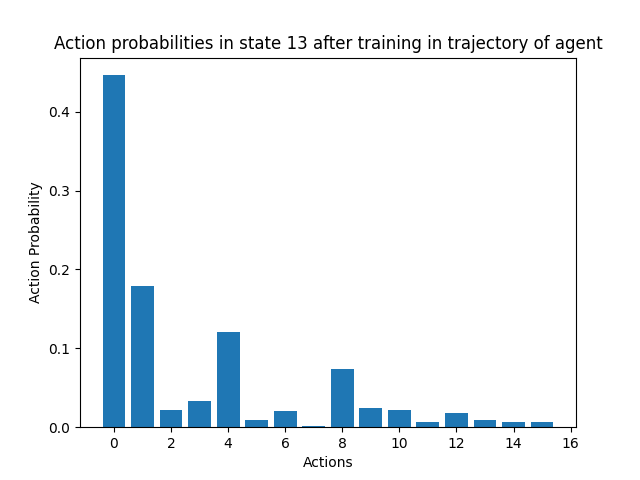 Action probabilities in state 13 after training in trajectory of agent
Action Probability
0.4
0.3
0.2
0.1
0.0
0 2 4 6 8 10 12 14 16
Actions